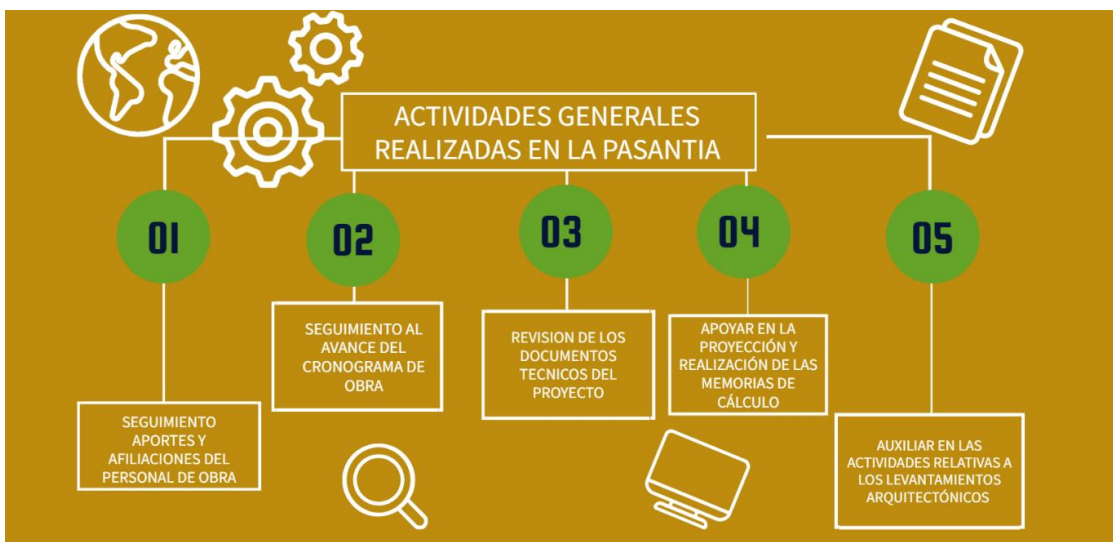 ACTIVIDADES GENERALES
REALIZADAS EN LA PASANTIA
01
SEGUIMIENTO
APORTES Y
AFILIACIONES DEL
PERSONAL DE OBRA
02
SEGUIMIENTO AL
AVANCE DEL
CRONOGRAMA DE
OBRA
03
REVISION DE LOS
DOCUMENTOS
TECNICOS DEL
PROYECTO
04
APOYAR EN LA
PROYECCIÓN Y
REALIZACIÓN DE LAS
MEMORIAS DE
CÁLCULO
05
AUXILIAR EN LAS
ACTIVIDADES RELATIVAS A
LOS LEVANTAMIENTOS
ARQUITECTÓNICOS